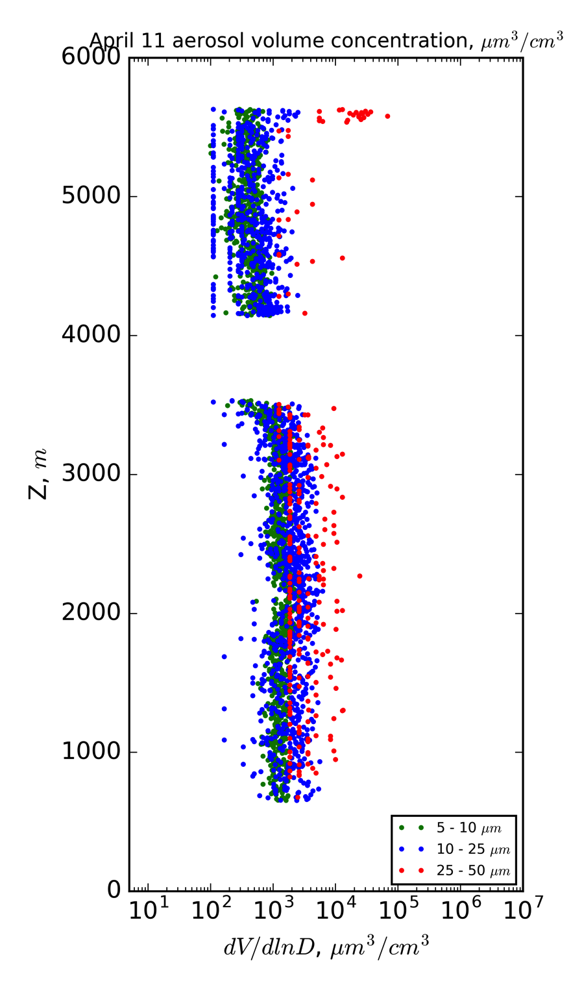 April 11 aerosol volume concentration, μm³/cm³
6000
5000
4000
3000
2000
1000
0
Z, m
10¹ 10² 10³ 10⁴ 10⁵ 10⁶ 10⁷
dV/dlnD, μm³/cm³
5 - 10 μm
10 - 25 μm
25 - 50 μm